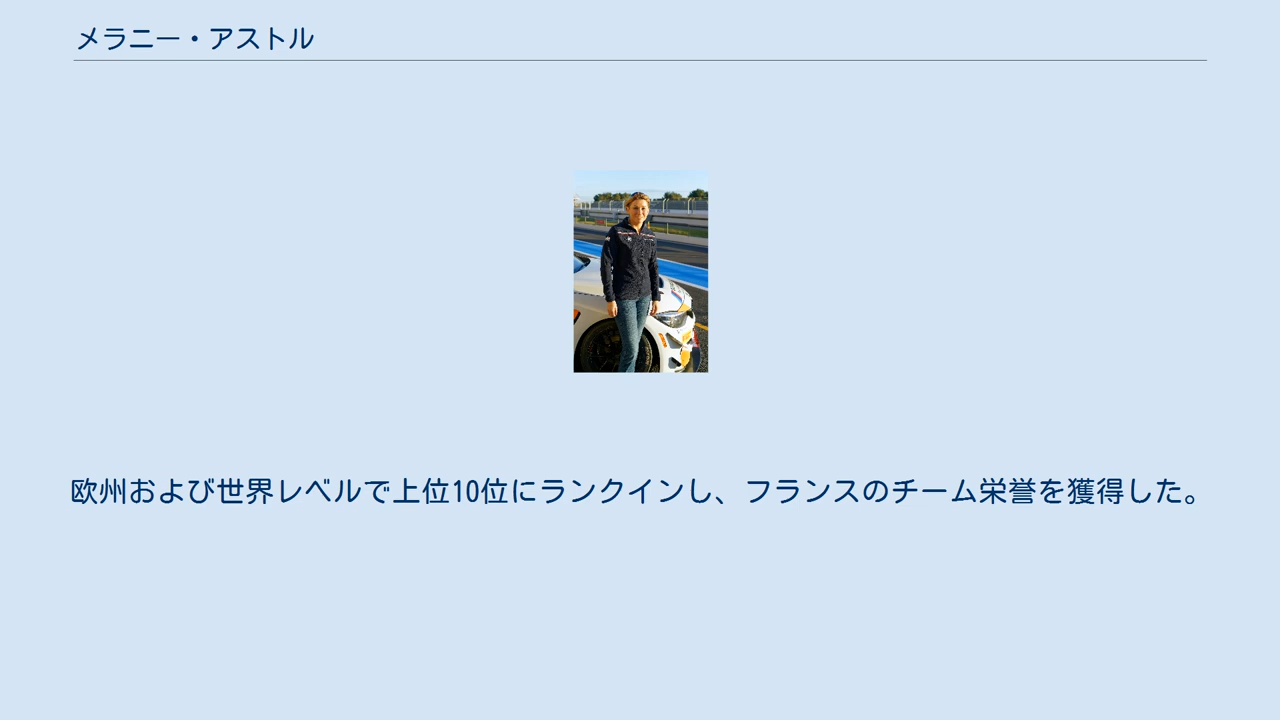 メラニー・アストル
欧州および世界レベルで上位10位にランクインし、フランスのチーム栄誉を獲得した。